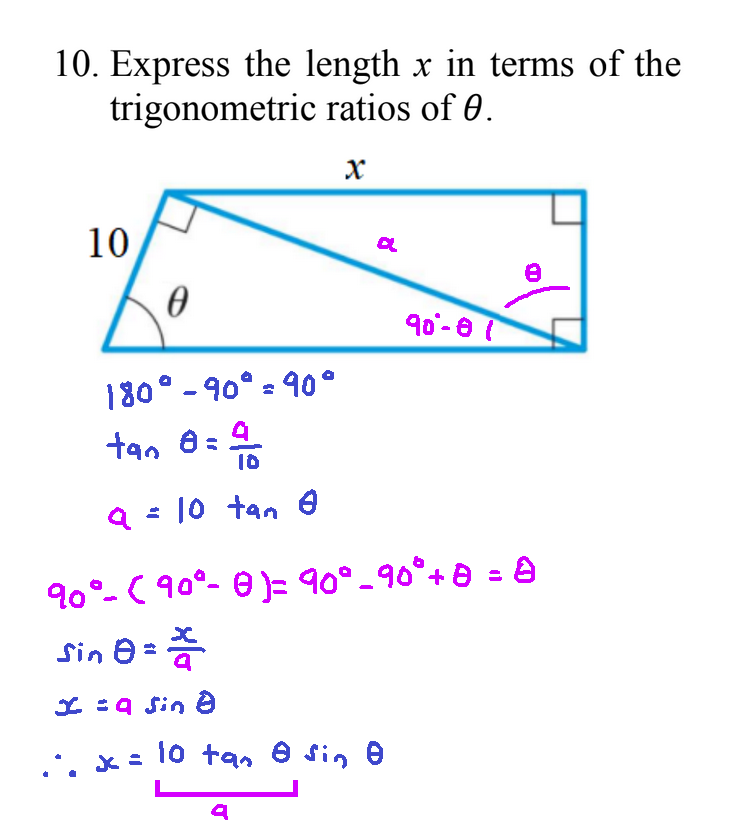 10. Express the length x in terms of the
trigonometric ratios of θ.
x
10
a
θ
θ
90°-θ
180° - 90° = 90°
tan θ = a/10
a = 10 tan θ
90° - (90° - θ) = 90° - 90° + θ = θ
sin θ = x/a
x = a sin θ
∴ x = 10 tan θ sin θ
a